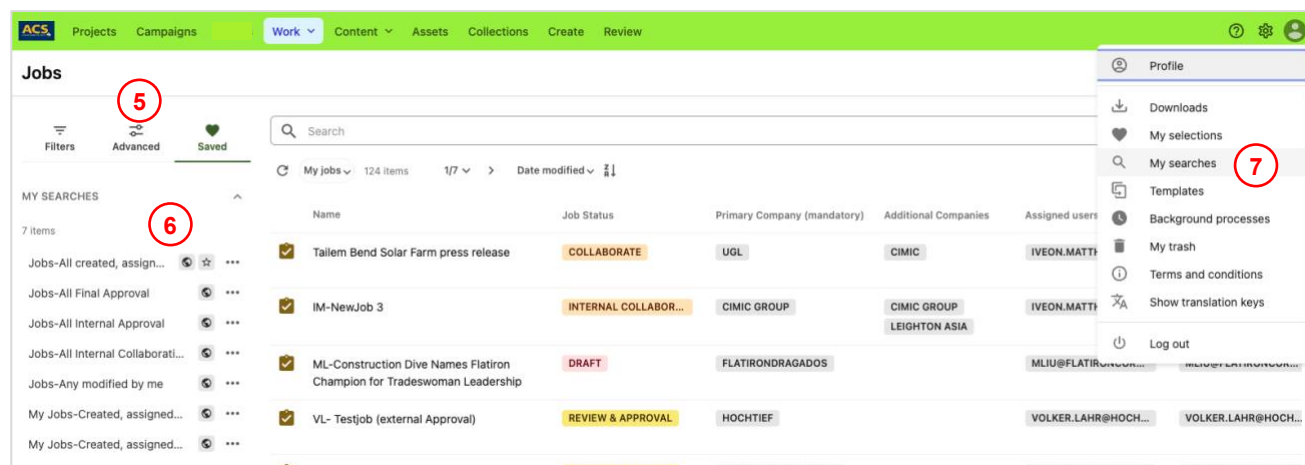 ACS Projects Campaigns Work Content Assets Collections Create Review
Jobs
Profile
5
Filters Advanced Saved
Search
Downloads
My selections
My jobs 124 items 1/7 Date modified
My searches 7
MY SEARCHES
Templates
7 items
6
Name Job Status Primary Company (mandatory) Additional Companies Assigned users
Background processes
My trash
Jobs-All created, assign...
Tailem Bend Solar Farm press release COLLABORATE UGL CIMIC IVEON.MATTH
Terms and conditions
Jobs-All Final Approval
Show translation keys
Jobs-All Internal Approval
IM-NewJob 3 INTERNAL COLLABOR... CIMIC GROUP CIMIC GROUP IVEON.MATTH
LEIGHTON ASIA
Log out
Jobs-All Internal Collaborati...
ML-Construction Dive Names Flatiron DRAFT FLATIRONDRAGADOS
Champion for Tradeswoman Leadership
Jobs-Any modified by me
My Jobs-Created, assigned...
VL- Testjob (external Approval) REVIEW & APPROVAL HOCHTIEF VOLKER.LAHR@HOCH... VOLKER.LAHR@HOCH...
My Jobs-Created, assigned...